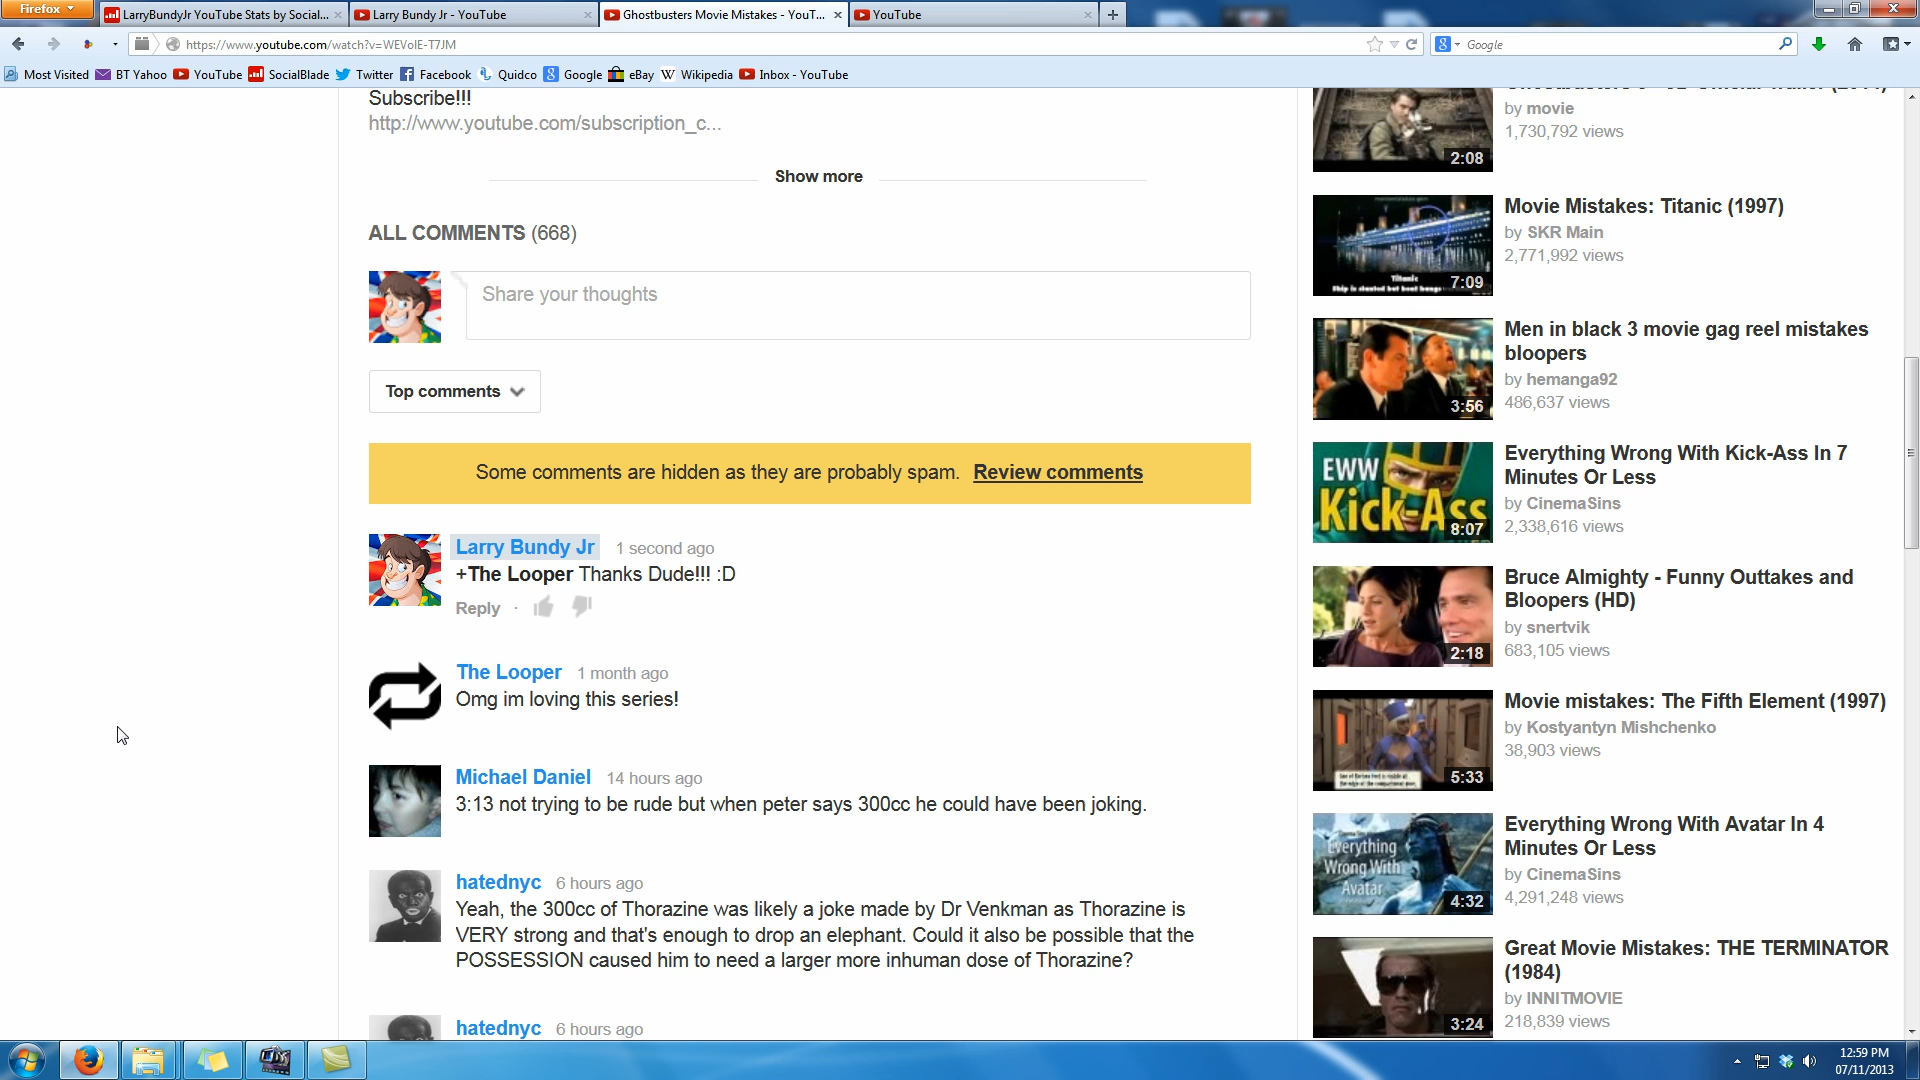 Firefox
LarryBundyJr YouTube Stats by Social...
Larry Bundy Jr - YouTube
Ghostbusters Movie Mistakes - YouT...
YouTube
https://www.youtube.com/watch?v=WEVoIE-T7JM
Google
Most Visited
BT Yahoo
YouTube
SocialBlade
Twitter
Facebook
Quidco
Google
eBay
Wikipedia
Inbox - YouTube
Subscribe!!!
http://www.youtube.com/subscription_c...
Show more
ALL COMMENTS (668)
Share your thoughts
Top comments
Some comments are hidden as they are probably spam. Review comments
Larry Bundy Jr 1 second ago
+The Looper Thanks Dude!!! :D
Reply ·
The Looper 1 month ago
Omg im loving this series!
Michael Daniel 14 hours ago
3:13 not trying to be rude but when peter says 300cc he could have been joking.
hatednyc 6 hours ago
Yeah, the 300cc of Thorazine was likely a joke made by Dr Venkman as Thorazine is
VERY strong and that's enough to drop an elephant. Could it also be possible that the
POSSESSION caused him to need a larger more inhuman dose of Thorazine?
hatednyc 6 hours ago
by movie
1,730,792 views
2:08
Movie Mistakes: Titanic (1997)
by SKR Main
2,771,992 views
Titanic
7:09
Men in black 3 movie gag reel mistakes
bloopers
by hemanga92
486,637 views
3:56
Everything Wrong With Kick-Ass In 7
Minutes Or Less
by CinemaSins
2,338,616 views
EWW
Kick-Ass
8:07
Bruce Almighty - Funny Outtakes and
Bloopers (HD)
by snertvik
683,105 views
2:18
Movie mistakes: The Fifth Element (1997)
by Kostyantyn Mishchenko
38,903 views
5:33
Everything Wrong With Avatar In 4
Minutes Or Less
by CinemaSins
4,291,248 views
Everything
Wrong With
Avatar
4:32
Great Movie Mistakes: THE TERMINATOR
(1984)
by INNITMOVIE
218,839 views
3:24
12:59 PM
07/11/2013